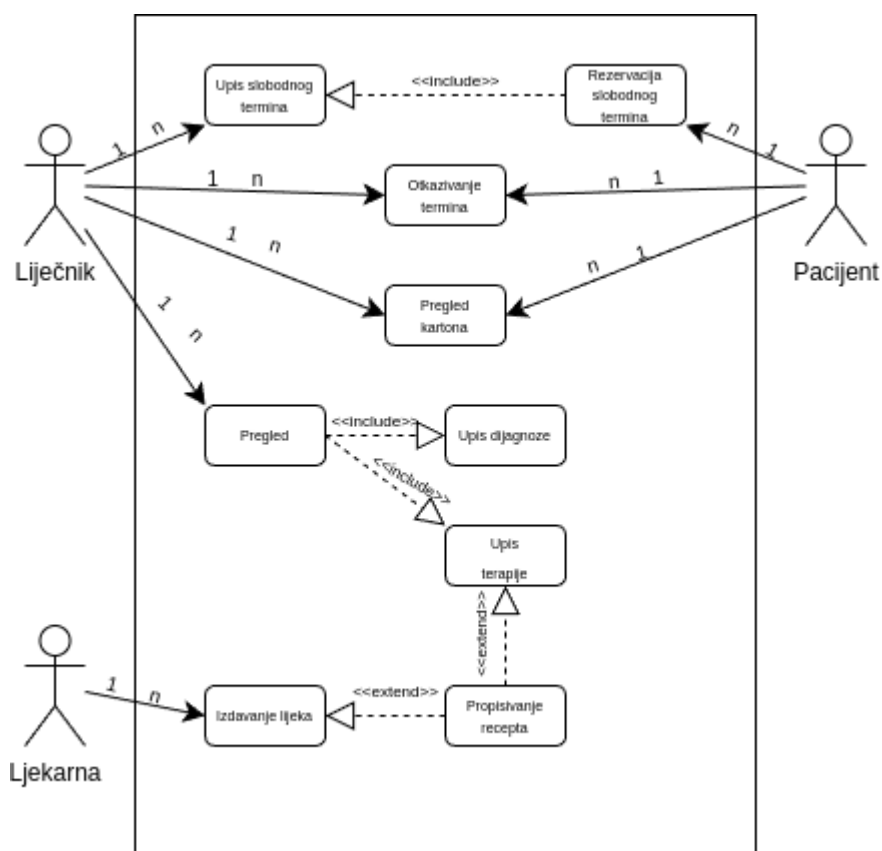 Upis slobodnog
termina
<<include>>
Rezervacija
slobodnog
termina
1 n
n 1
1 n
Otkazivanje
termina
n 1
Liječnik
Pacijent
1 n
n 1
Pregled
kartona
1 n
Pregled
<<include>>
Upis dijagnoze
<<include>>
Upis
terapije
<<extend>>
Ljekarna
1 n
Izdavanje lijeka
<<extend>>
Propisivanje
recepta